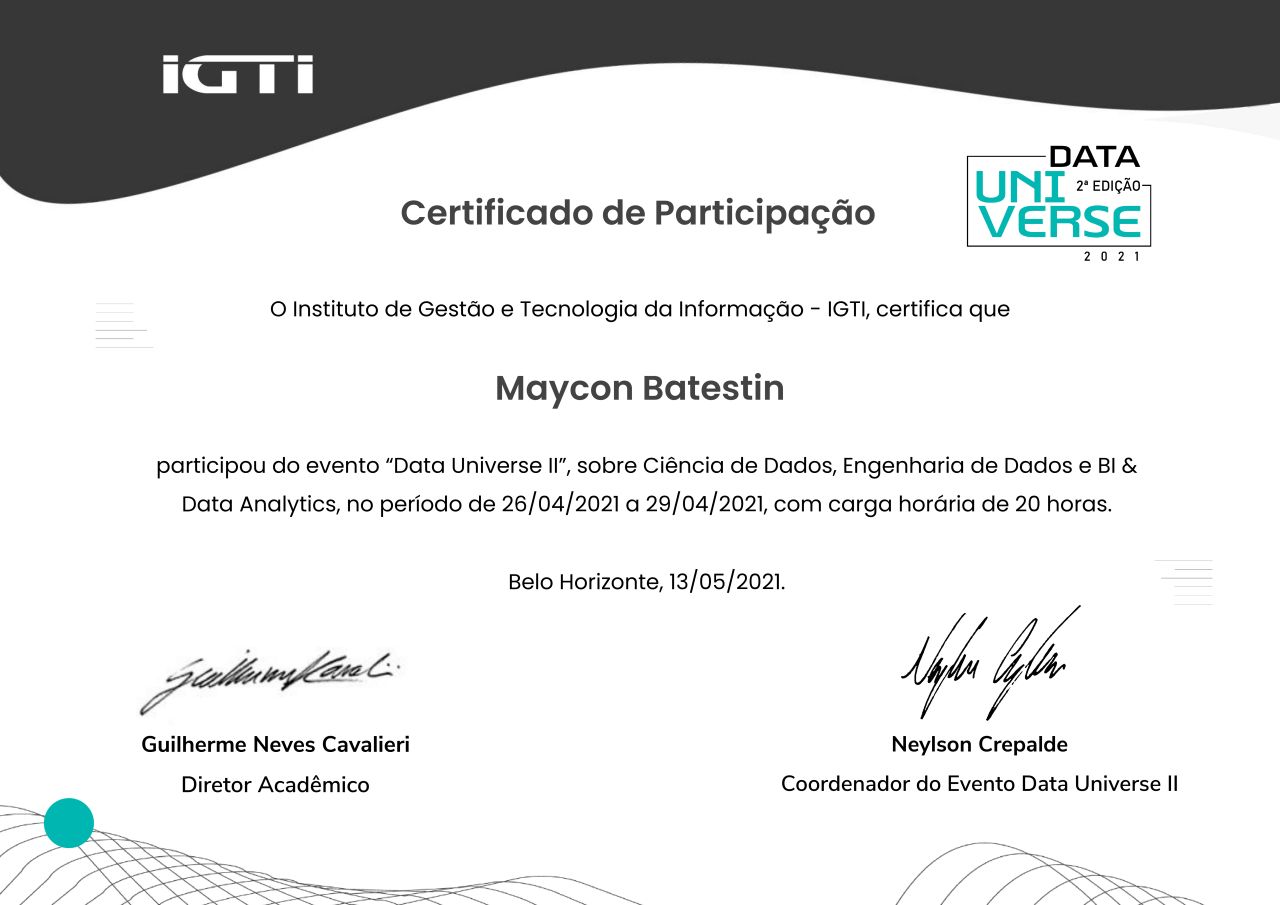 iGTi
DATA
UNI
2ª EDIÇÃO
VERSE
2021
Certificado de Participação
O Instituto de Gestão e Tecnologia da Informação - IGTI, certifica que
Maycon Batestin
participou do evento “Data Universe II”, sobre Ciência de Dados, Engenharia de Dados e BI &
Data Analytics, no período de 26/04/2021 a 29/04/2021, com carga horária de 20 horas.
Belo Horizonte, 13/05/2021.
Guilherme Neves Cavalieri
Diretor Acadêmico
Neylson Crepalde
Coordenador do Evento Data Universe II